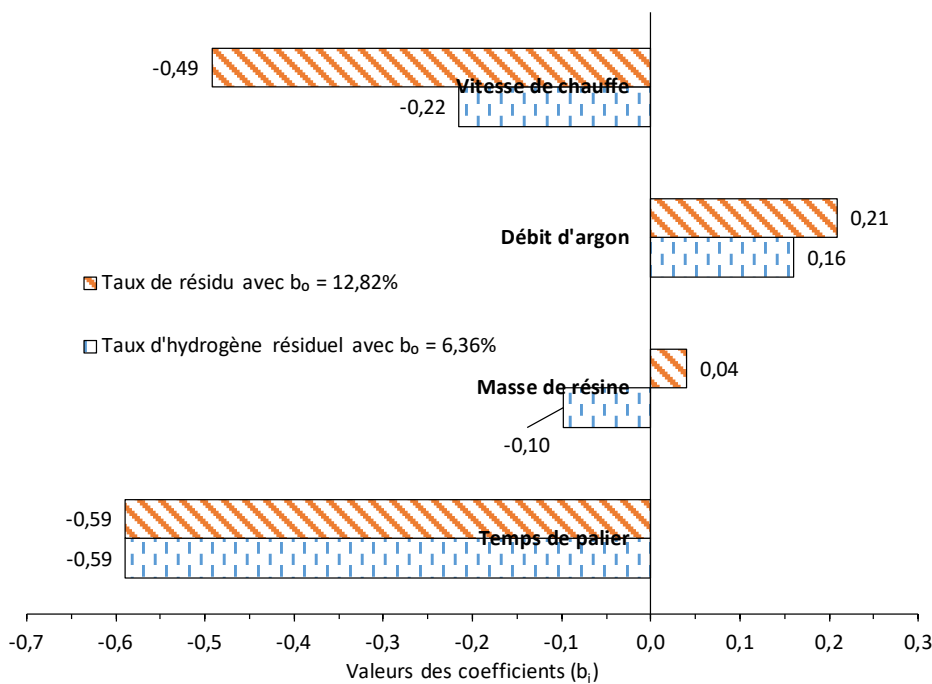 -0,49
Vitesse de chauffe
-0,22
0,21
Débit d'argon
0,16
Taux de résidu avec b₀ = 12,82%
Taux d'hydrogène résiduel avec b₀ = 6,36%
0,04
Masse de résine
-0,10
-0,59
Temps de palier
-0,59
-0,7 -0,6 -0,5 -0,4 -0,3 -0,2 -0,1 0,0 0,1 0,2 0,3
Valeurs des coefficients (bᵢ)